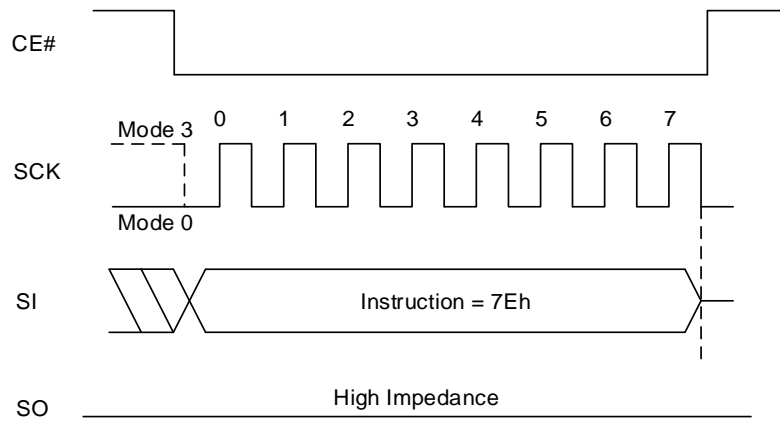 CE#
Mode 3
0 1 2 3 4 5 6 7
SCK
Mode 0
SI
Instruction = 7Eh
High Impedance
SO